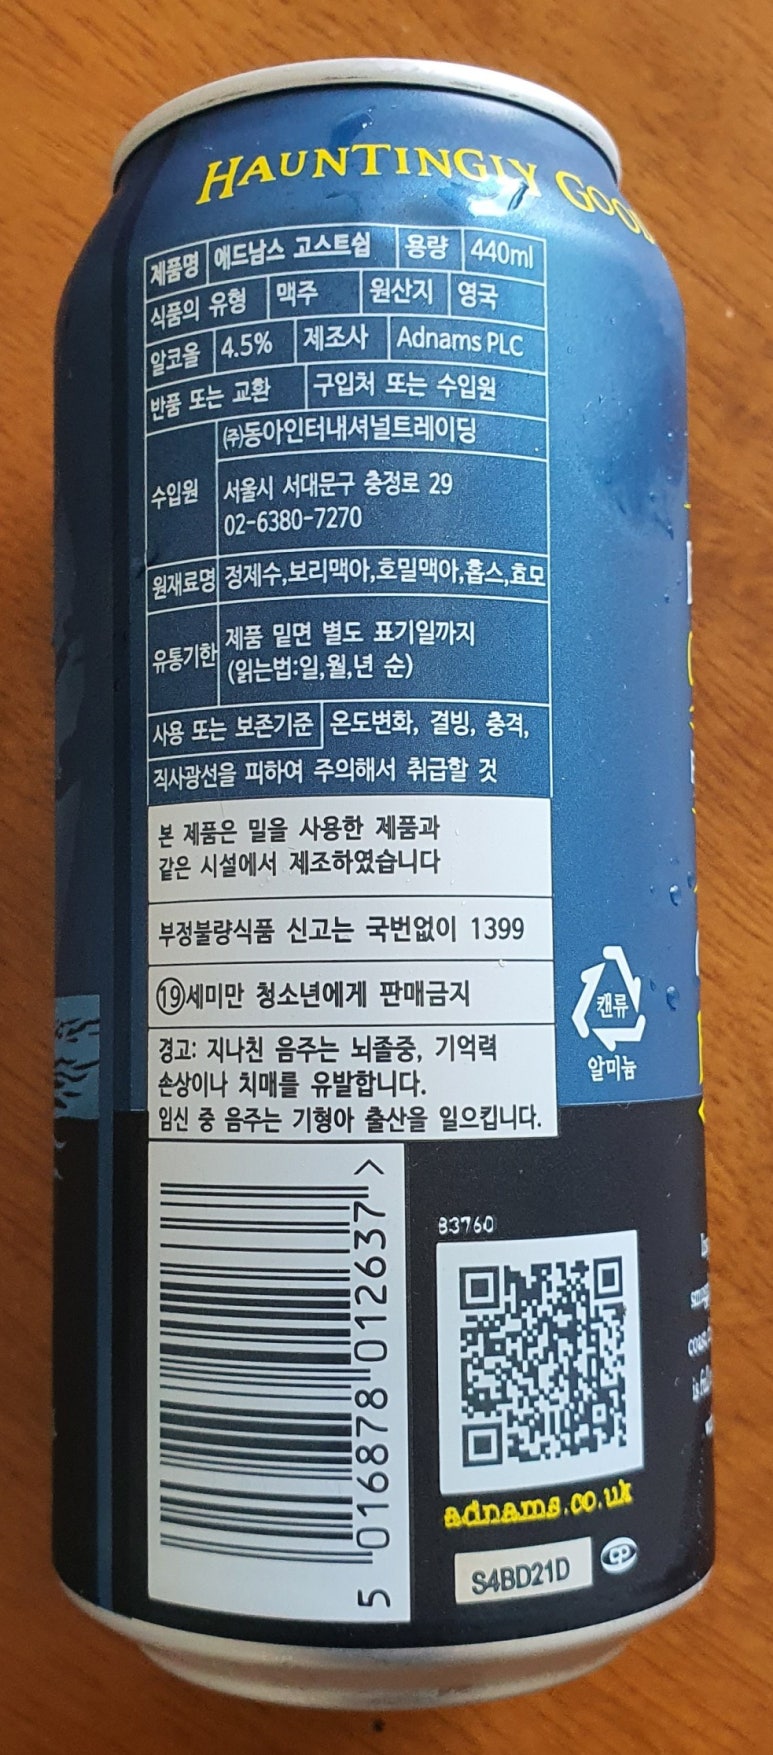 HAUNTINGLY
제품명 애드남스 고스트쉽 용량 440ml
식품의 유형 맥주 원산지 영국
알코올 4.5% 제조사 Adnams PLC
반품 또는 교환 구입처 또는 수입원
수입원 ㈜동아인터내셔널트레이딩
서울시 서대문구 충정로 29
02-6380-7270
원재료명 정제수,보리맥아,호밀맥아,홉스,효모
유통기한 제품 밑면 별도 표기일까지
(읽는법:일,월,년 순)
사용 또는 보존기준 온도변화, 결빙, 충격,
직사광선을 피하여 주의해서 취급할 것
본 제품은 밀을 사용한 제품과
같은 시설에서 제조하였습니다
부정불량식품 신고는 국번없이 1399
⑲세미만 청소년에게 판매금지
경고: 지나친 음주는 뇌졸중, 기억력
손상이나 치매를 유발합니다.
임신 중 음주는 기형아 출산을 일으킵니다.
캔류
알미늄
5 016878 012637 >
83760
adnams.co.uk
S4BD21D